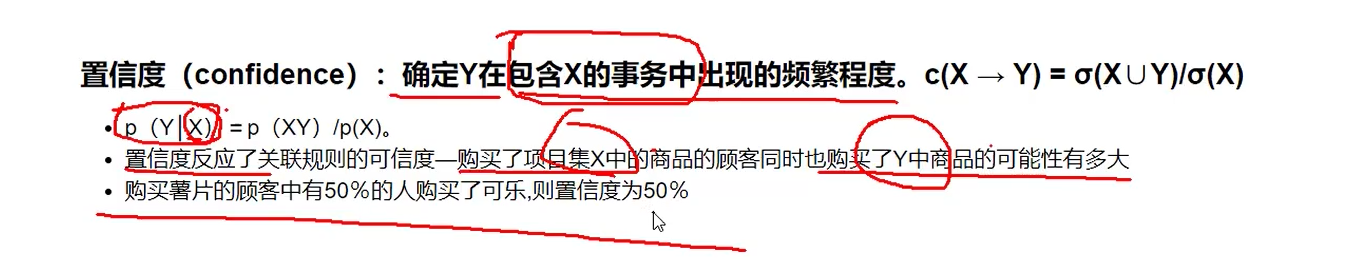 置信度（confidence）：确定Y在包含X的事务中出现的频繁程度。c(X → Y) = σ(X∪Y)/σ(X)
• p（Y│X）＝p（XY）/p(X)。
• 置信度反应了关联规则的可信度—购买了项目集X中的商品的顾客同时也购买了Y中商品的可能性有多大
• 购买薯片的顾客中有50％的人购买了可乐,则置信度为50％